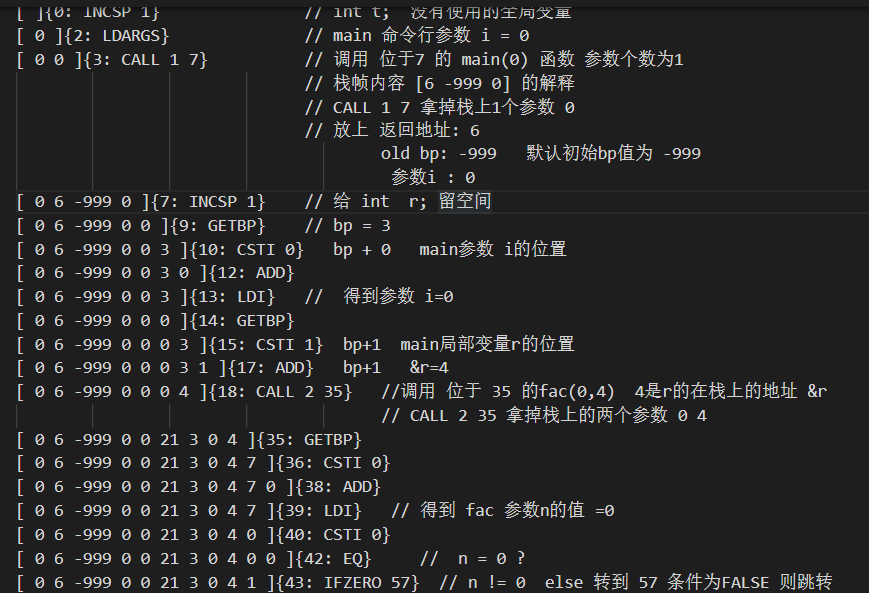 [ ]{0: INCSP 1} // int t; 没有使用的全局变量
[ 0 ]{2: LDARGS} // main 命令行参数 i = 0
[ 0 0 ]{3: CALL 1 7} // 调用 位于7 的 main(0) 函数 参数个数为1
// 栈帧内容 [6 -999 0] 的解释
// CALL 1 7 拿掉栈上1个参数 0
// 放上 返回地址: 6
old bp: -999 默认初始bp值为 -999
参数i : 0
[ 0 6 -999 0 ]{7: INCSP 1} // 给 int r; 留空间
[ 0 6 -999 0 0 ]{9: GETBP} // bp = 3
[ 0 6 -999 0 0 3 ]{10: CSTI 0} bp + 0 main参数 i的位置
[ 0 6 -999 0 0 3 0 ]{12: ADD}
[ 0 6 -999 0 0 3 ]{13: LDI} // 得到参数 i=0
[ 0 6 -999 0 0 0 ]{14: GETBP}
[ 0 6 -999 0 0 0 3 ]{15: CSTI 1} bp+1 main局部变量r的位置
[ 0 6 -999 0 0 0 3 1 ]{17: ADD} bp+1 &r=4
[ 0 6 -999 0 0 0 4 ]{18: CALL 2 35} //调用 位于 35 的fac(0,4) 4是r的在栈上的地址 &r
// CALL 2 35 拿掉栈上的两个参数 0 4
[ 0 6 -999 0 0 21 3 0 4 ]{35: GETBP}
[ 0 6 -999 0 0 21 3 0 4 7 ]{36: CSTI 0}
[ 0 6 -999 0 0 21 3 0 4 7 0 ]{38: ADD}
[ 0 6 -999 0 0 21 3 0 4 7 ]{39: LDI} // 得到 fac 参数n的值 =0
[ 0 6 -999 0 0 21 3 0 4 0 ]{40: CSTI 0}
[ 0 6 -999 0 0 21 3 0 4 0 0 ]{42: EQ} // n = 0 ?
[ 0 6 -999 0 0 21 3 0 4 1 ]{43: IFZERO 57} // n != 0 else 转到 57 条件为FALSE 则跳转